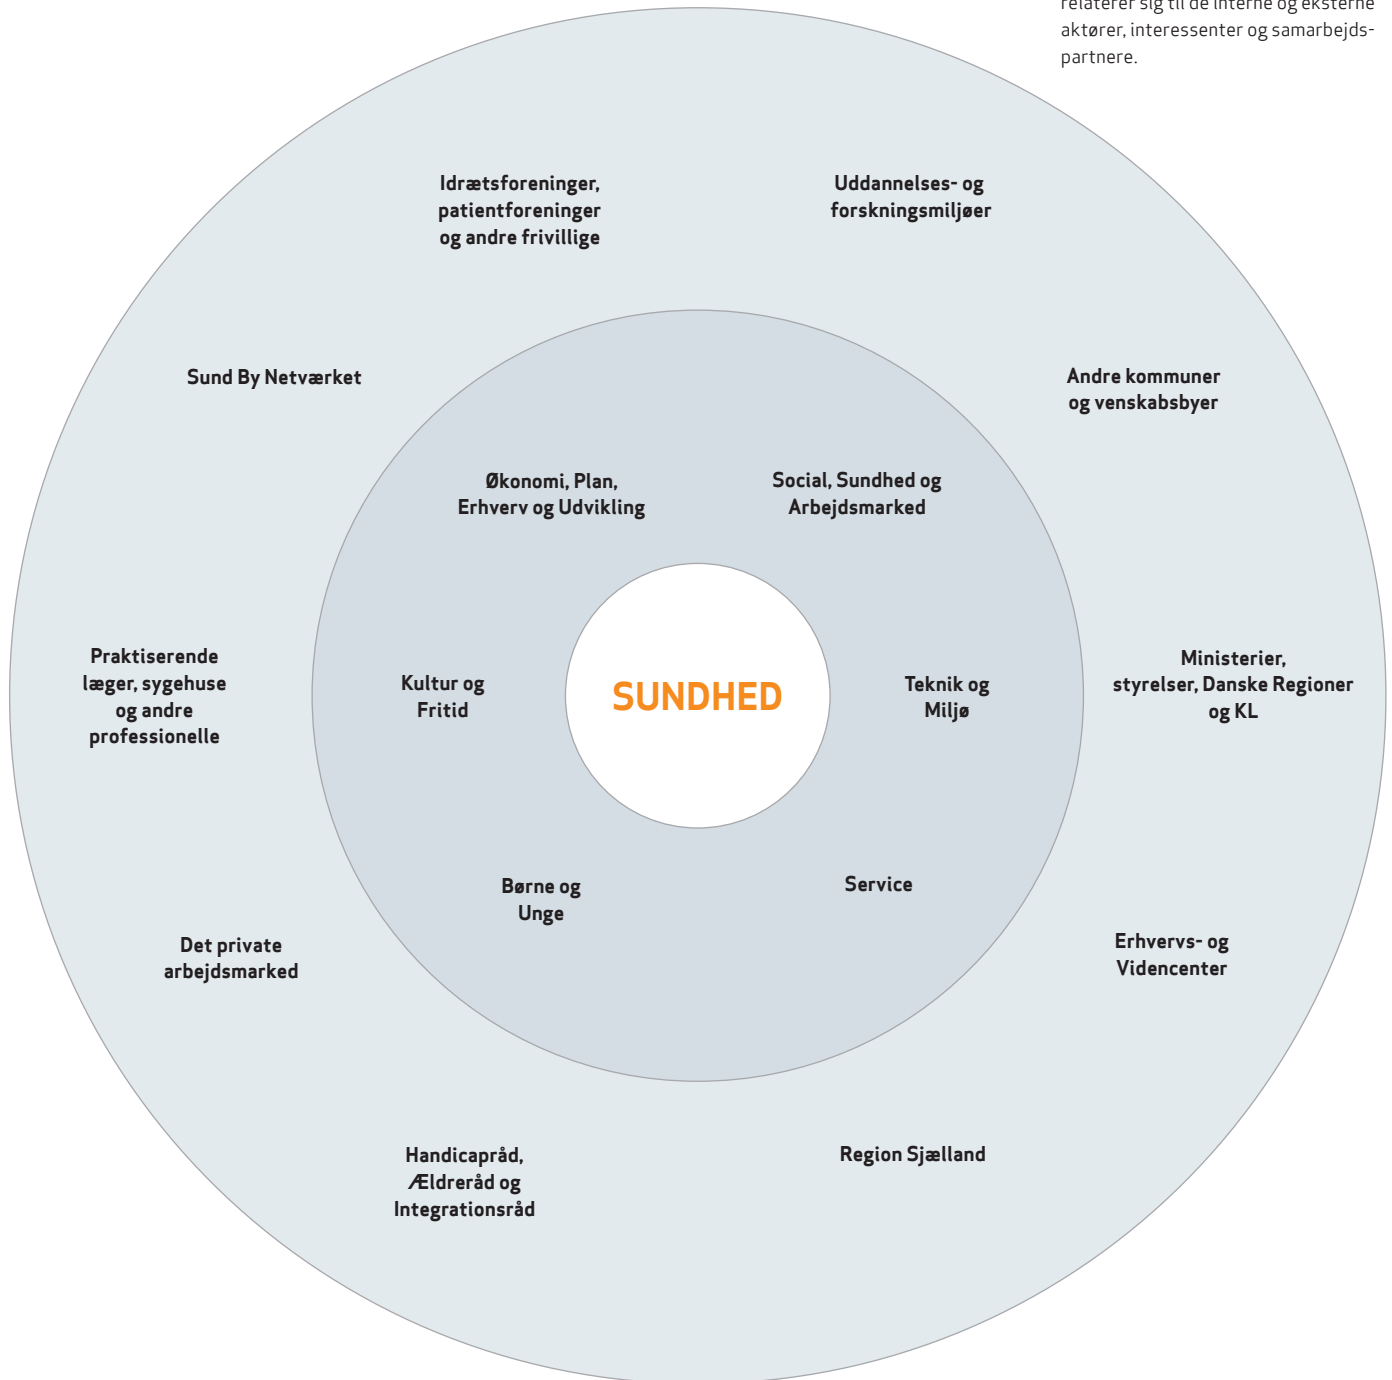 relaterer sig til de interne og eksterne
aktører, interessenter og samarbejds-
partnere.
Idrætsforeninger,
patientforeninger
og andre frivillige
Uddannelses- og
forskningsmiljøer
Sund By Netværket
Andre kommuner
og venskabsbyer
Økonomi, Plan,
Erhverv og Udvikling
Social, Sundhed og
Arbejdsmarked
Praktiserende
læger, sygehuse
og andre
professionelle
Kultur og
Fritid
SUNDHED
Teknik og
Miljø
Ministerier,
styrelser, Danske Regioner
og KL
Børne og
Unge
Service
Det private
arbejdsmarked
Erhvervs- og
Videncenter
Handicapråd,
Ældreråd og
Integrationsråd
Region Sjælland